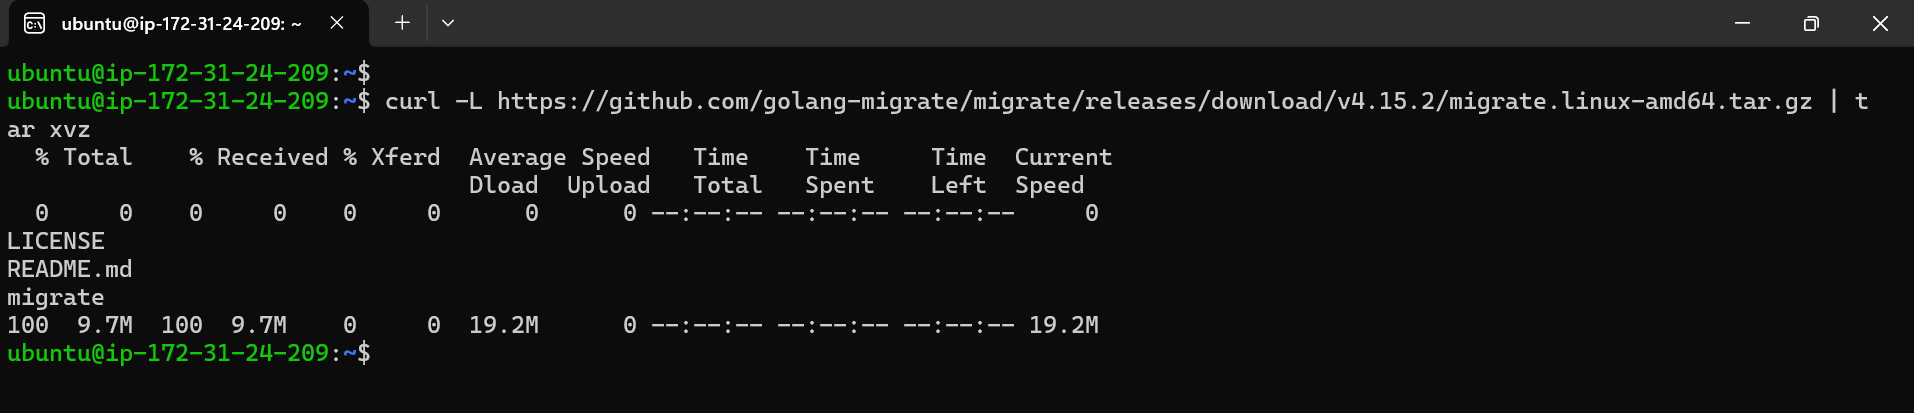 ubuntu@ip-172-31-24-209: ~
ubuntu@ip-172-31-24-209:~$
ubuntu@ip-172-31-24-209:~$ curl -L https://github.com/golang-migrate/migrate/releases/download/v4.15.2/migrate.linux-amd64.tar.gz | t
ar xvz
  % Total    % Received % Xferd  Average Speed   Time    Time     Time  Current
                                 Dload  Upload   Total   Spent    Left  Speed
  0     0    0     0    0     0      0      0 --:--:-- --:--:-- --:--:--     0
LICENSE
README.md
migrate
100  9.7M  100  9.7M    0     0  19.2M      0 --:--:-- --:--:-- --:--:-- 19.2M
ubuntu@ip-172-31-24-209:~$